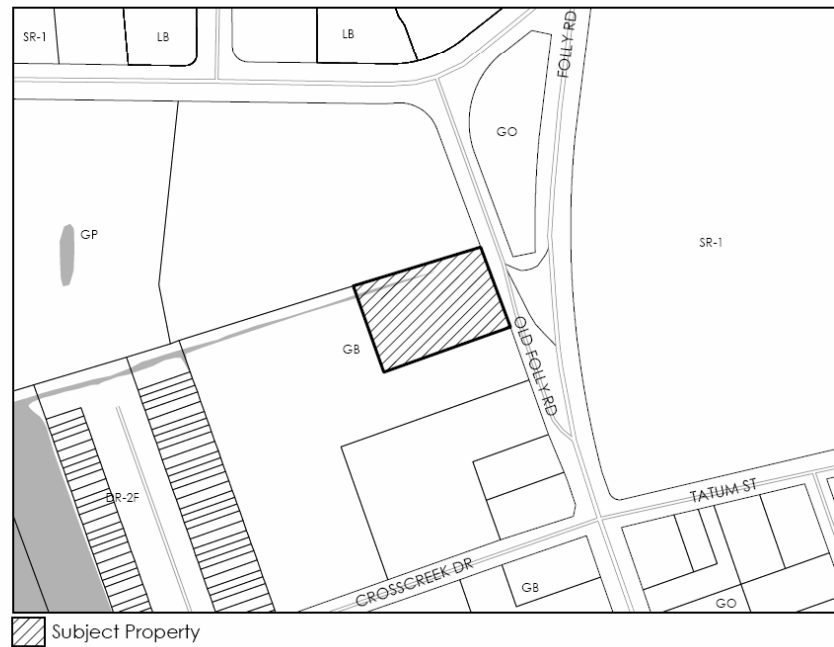 SR-1
LB
LB
FOLLY RD
GO
GP
SR-1
GB
OLD FOLLY RD
DR-2F
TATUM ST
CROSSCREEK DR
GB
GO
Subject Property